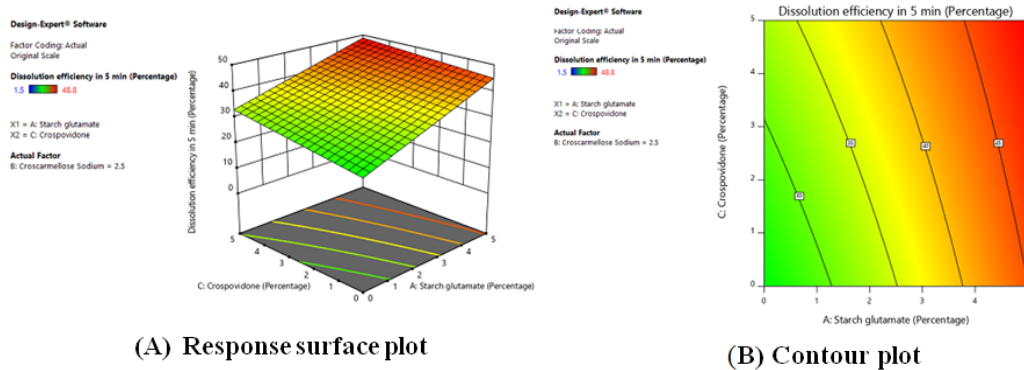 Design-Expert® Software
Factor Coding: Actual
Original Scale
Dissolution efficiency in 5 min (Percentage)
1.5 48.8
X1 = A: Starch glutamate
X2 = C: Crospovidone
Actual Factor
B: Croscarmellose Sodium = 2.5
Dissolution efficiency in 5 min (Percentage)
50
40
30
20
10
0
5
4
3
2
1
0
0
1
2
3
4
5
C: Crospovidone (Percentage)
A: Starch glutamate (Percentage)
(A) Response surface plot
Design-Expert® Software
Factor Coding: Actual
Original Scale
Dissolution efficiency in 5 min (Percentage)
1.5 48.8
X1 = A: Starch glutamate
X2 = C: Crospovidone
Actual Factor
B: Croscarmellose Sodium = 2.5
Dissolution efficiency in 5 min (Percentage)
C: Crospovidone (Percentage)
5
4
3
2
1
0
0
1
2
3
4
30
35
40
45
A: Starch glutamate (Percentage)
(B) Contour plot